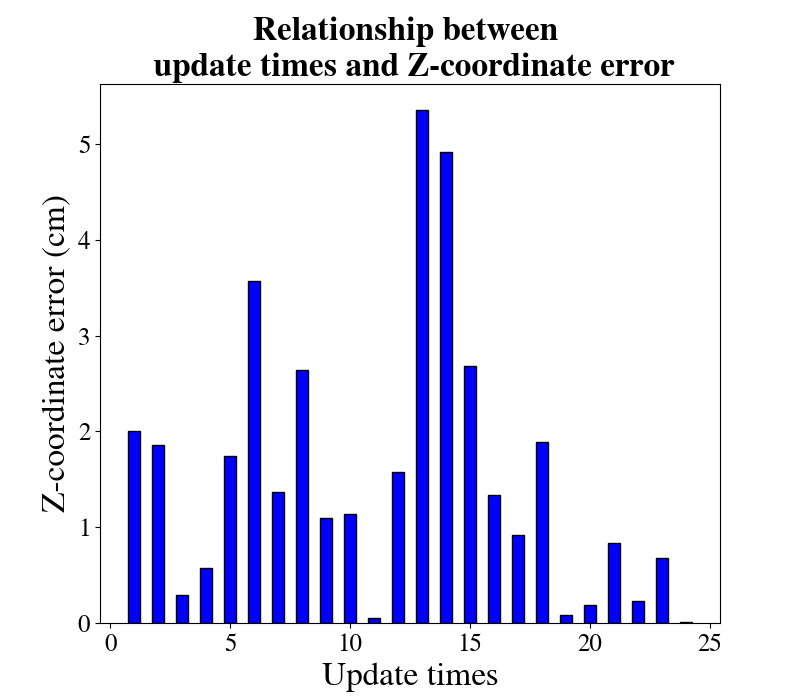 Relationship between
update times and Z-coordinate error
Z-coordinate error (cm)
5
4
3
2
1
0
0 5 10 15 20 25
Update times